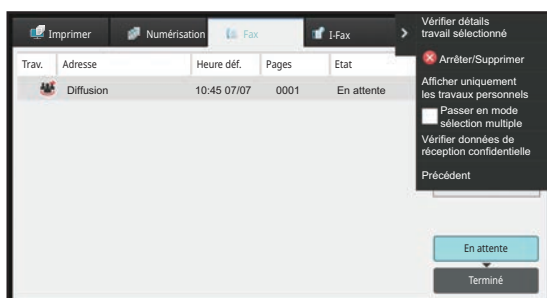 Imprimer
Numérisation
Fax
I-Fax
Trav.
Adresse
Heure déf.
Pages
Etat
Diffusion
10:45 07/07
0001
En attente
Vérifier détails
travail sélectionné
Arrêter/Supprimer
Afficher uniquement
les travaux personnels
Passer en mode
sélection multiple
Vérifier données de
réception confidentielle
Précédent
En attente
Terminé